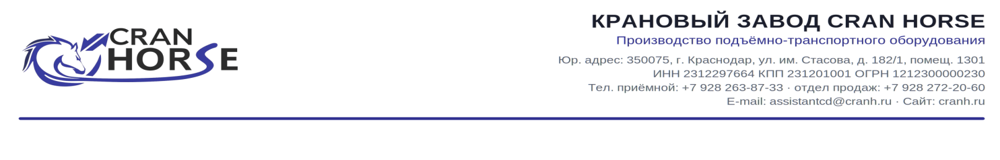 CRAN
HORSE
КРАНОВЫЙ ЗАВОД CRAN HORSE
Производство подъёмно-транспортного оборудования
Юр. адрес: 350075, г. Краснодар, ул. им. Стасова, д. 182/1, помещ. 1301
ИНН 2312297664 КПП 231201001 ОГРН 1212300000230
Тел. приёмной: +7 928 263-87-33 · отдел продаж: +7 928 272-20-60
E-mail: assistantcd@cranh.ru · Сайт: cranh.ru